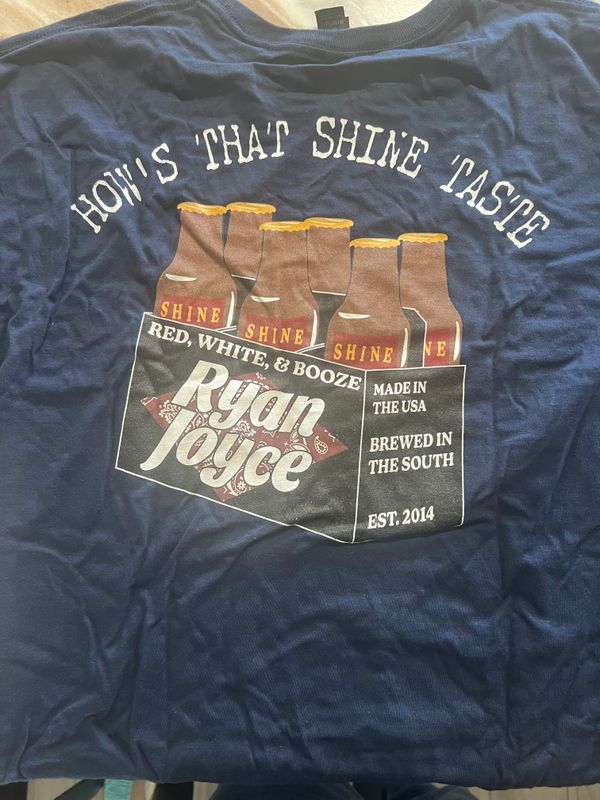 HOW'S THAT SHINE TASTE
SHINE
SHINE
SHINE
NE
RED, WHITE, & BOOZE
Ryan
Joyce
MADE IN
THE USA
BREWED IN
THE SOUTH
EST. 2014